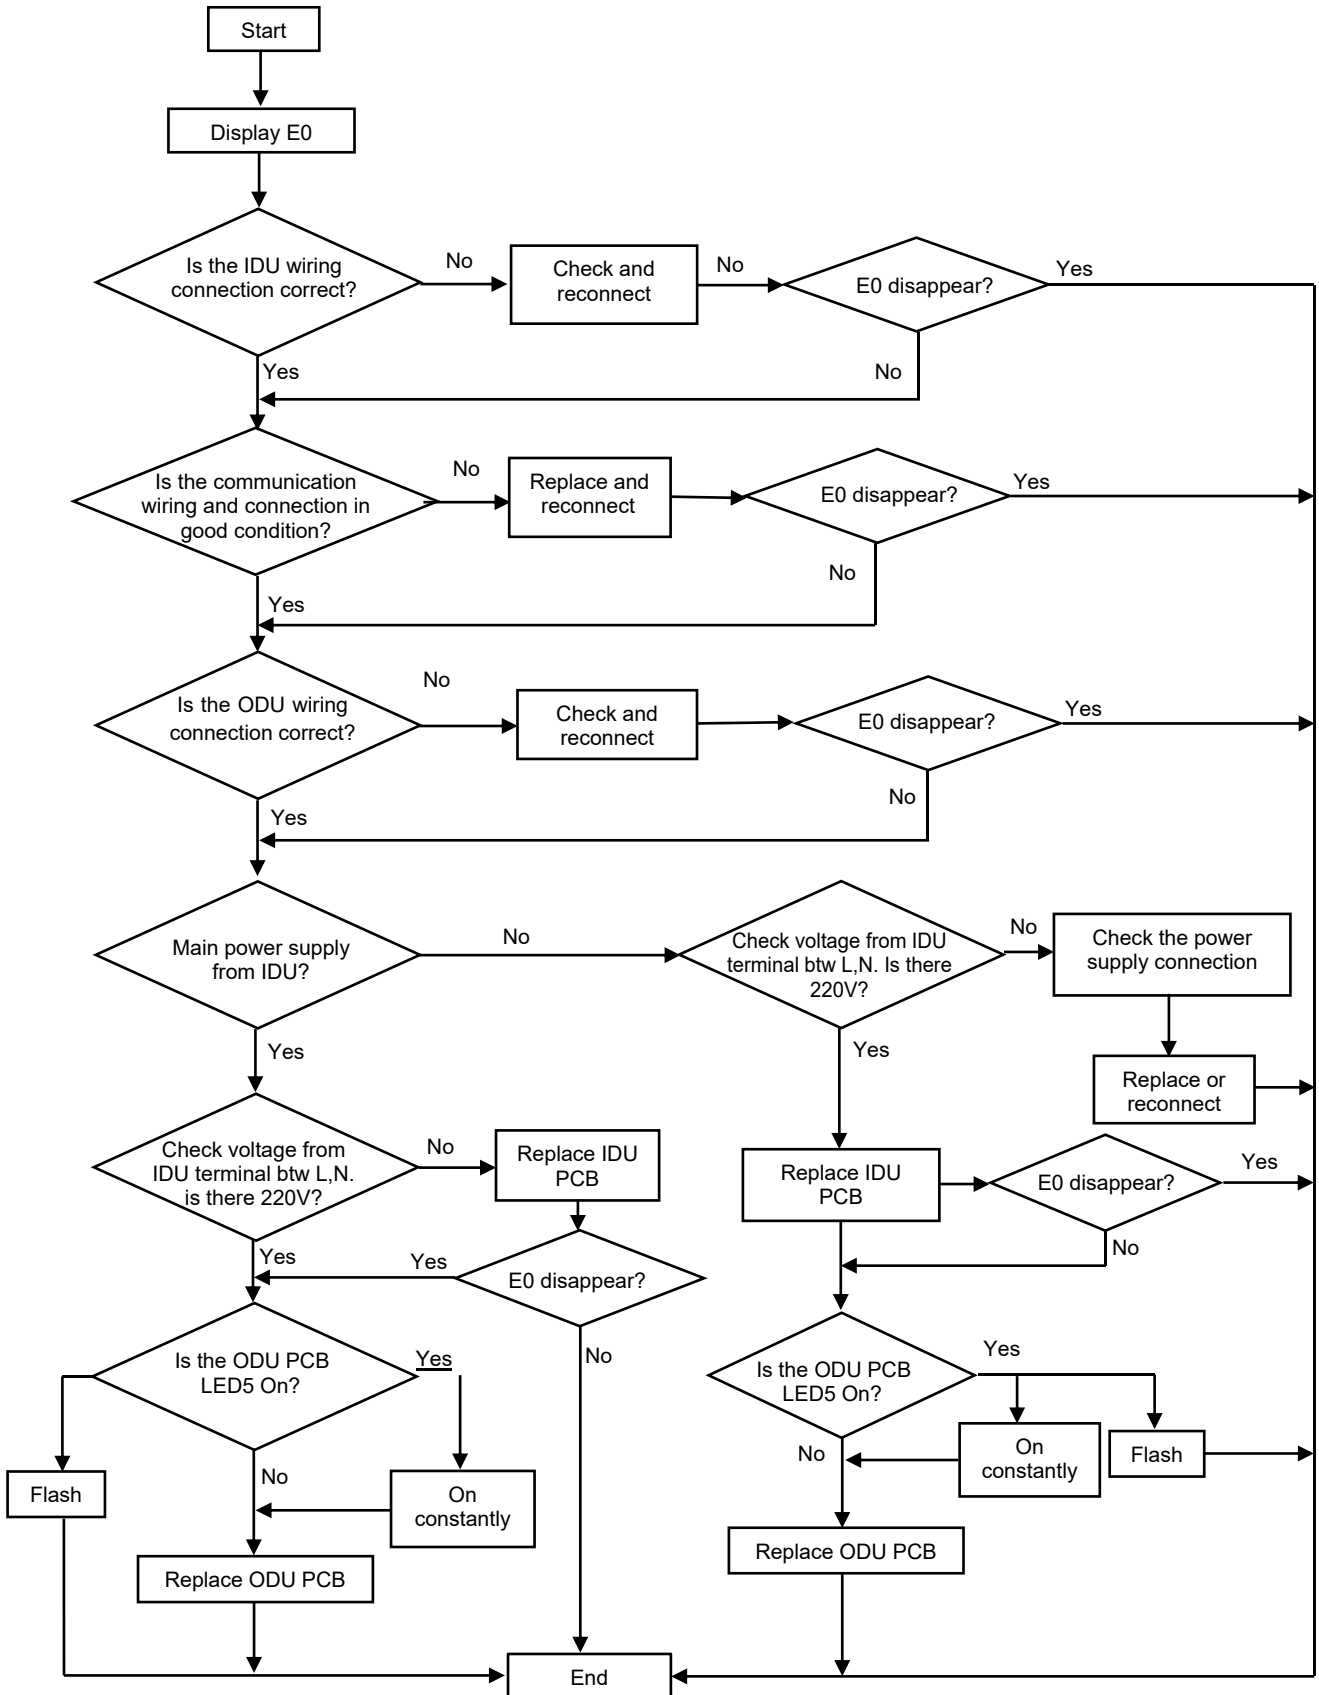 Start
Display E0
Is the IDU wiring
connection correct?
No
Check and
reconnect
No
E0 disappear?
Yes
Yes
No
Is the communication
wiring and connection in
good condition?
No
Replace and
reconnect
E0 disappear?
Yes
No
Yes
Is the ODU wiring
connection correct?
No
Check and
reconnect
E0 disappear?
Yes
No
Yes
Main power supply
from IDU?
No
Check voltage from IDU
terminal btw L,N. Is there
220V?
No
Check the power
supply connection
Yes
Yes
Replace or
reconnect
Check voltage from
IDU terminal btw L,N.
is there 220V?
No
Replace IDU
PCB
Replace IDU
PCB
E0 disappear?
Yes
No
Yes
Yes
E0 disappear?
No
Is the ODU PCB
LED5 On?
Yes
Is the ODU PCB
LED5 On?
Yes
No
On
constantly
Flash
Flash
No
On
constantly
Replace ODU PCB
Replace ODU PCB
End